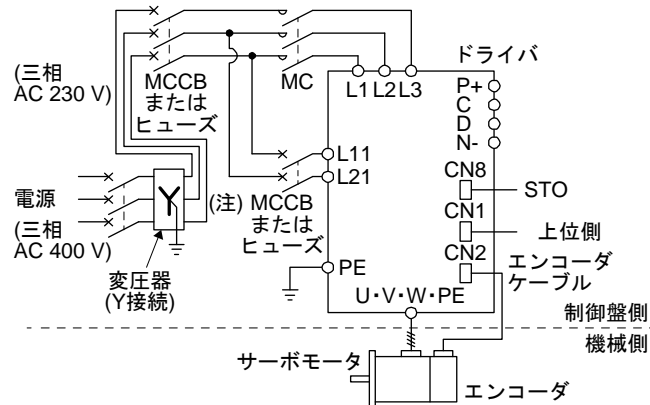 ドライバ
(三相
AC 230 V)
MCCB
または
ヒューズ
MC
L1 L2 L3
P+
C
D
N-
L11
L21
CN8
STO
電源
(注)
MCCB
または
ヒューズ
CN1
上位側
(三相
AC 400 V)
CN2
エンコーダ
ケーブル
変圧器
(Y接続)
PE
U・V・W・PE
制御盤側
機械側
サーボモータ
エンコーダ